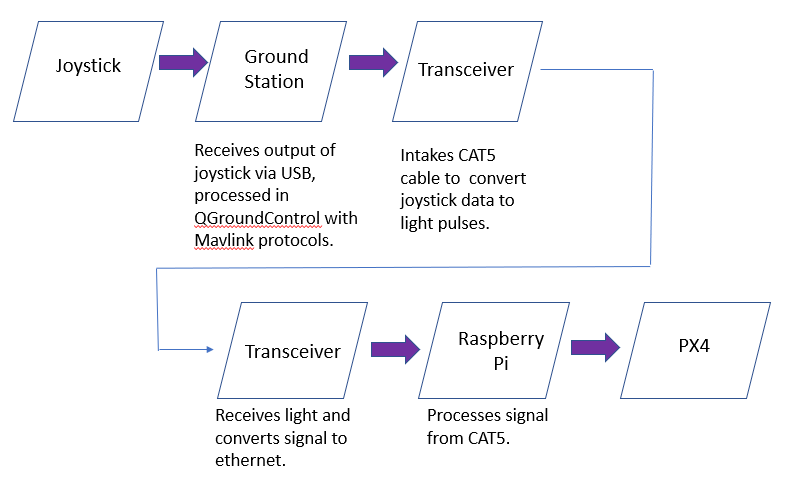 Joystick
Ground
Station
Transceiver
Receives output of
joystick via USB,
processed in
QGroundControl with
Mavlink protocols.
Intakes CAT5
cable to convert
joystick data to
light pulses.
Transceiver
Raspberry
Pi
PX4
Receives light and
converts signal to
ethernet.
Processes signal
from CAT5.